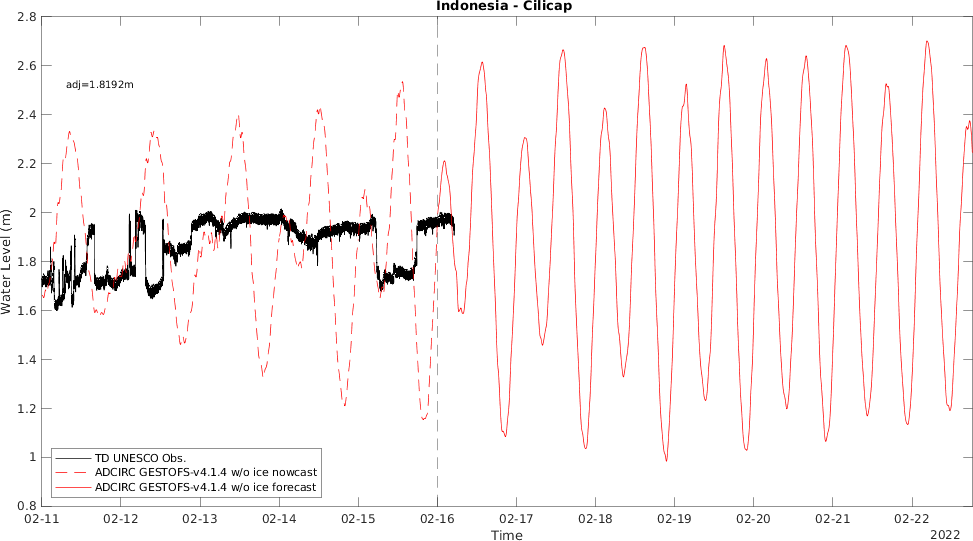 Indonesia - Cilicap
2.8
2.6
adj=1.8192m
2.4
2.2
2
1.8
1.6
1.4
1.2
1
0.8
Water Level (m)
TD UNESCO Obs.
ADCIRC GESTOFS-v4.1.4 w/o ice nowcast
ADCIRC GESTOFS-v4.1.4 w/o ice forecast
02-11 02-12 02-13 02-14 02-15 02-16 02-17 02-18 02-19 02-20 02-21 02-22
Time
2022